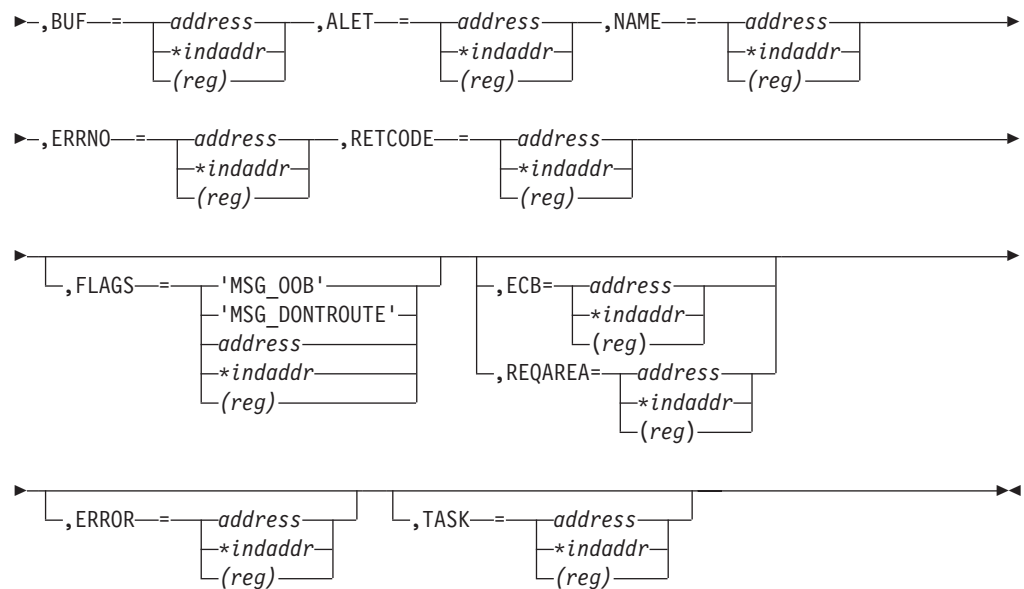 ,BUF = address ,ALET = address ,NAME = address
*indaddr *indaddr *indaddr
(reg) (reg) (reg)
,ERRNO = address ,RETCODE = address
*indaddr *indaddr
(reg) (reg)
,FLAGS = 'MSG_OOB' ,ECB= address
'MSG_DONTROUTE' *indaddr
address (reg)
*indaddr ,REQAREA= address
(reg) *indaddr
(reg)
,ERROR = address ,TASK = address
*indaddr *indaddr
(reg) (reg)